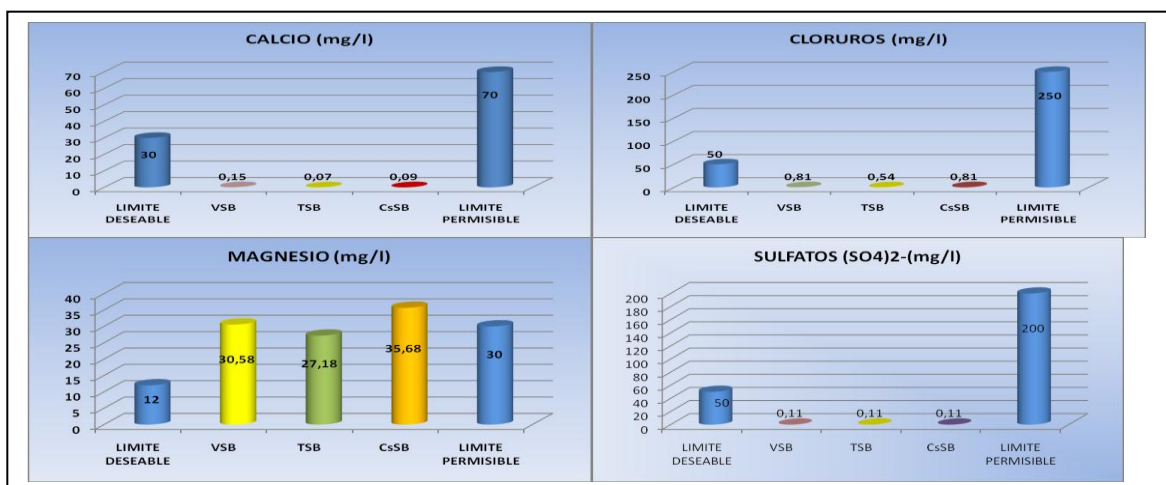 CALCIO (mg/l)
70
60
50
40
30
20
10
0
30
0,15
0,07
0,09
70
LIMITE DESEABLE
VSB
TSB
CsSB
LIMITE PERMISIBLE
CLORUROS (mg/l)
250
200
150
100
50
0
50
0,81
0,54
0,81
250
LIMITE DESEABLE
VSB
TSB
CsSB
LIMITE PERMISIBLE
MAGNESIO (mg/l)
40
35
30
25
20
15
10
5
0
12
30,58
27,18
35,68
30
LIMITE DESEABLE
VSB
TSB
CsSB
LIMITE PERMISIBLE
SULFATOS (SO4)2-(mg/l)
200
180
160
140
120
100
80
60
40
20
0
50
0,11
0,11
0,11
200
LIMITE DESEABLE
VSB
TSB
CsSB
LIMITE PERMISIBLE